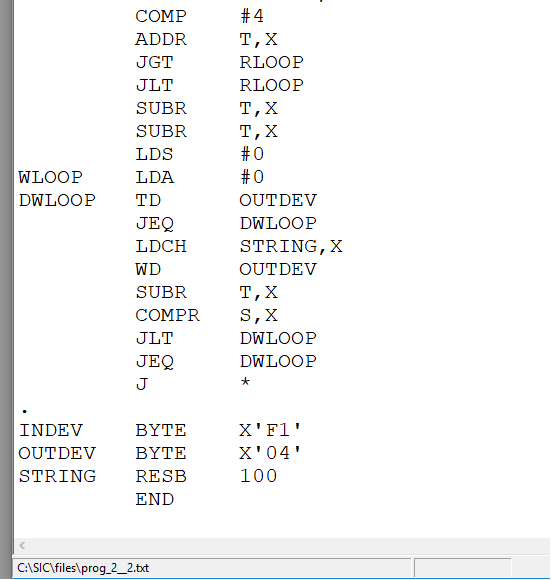 COMP #4
ADDR T,X
JGT RLOOP
JLT RLOOP
SUBR T,X
SUBR T,X
LDS #0
WLOOP LDA #0
DWLOOP TD OUTDEV
JEQ DWLOOP
LDCH STRING,X
WD OUTDEV
SUBR T,X
COMPR S,X
JLT DWLOOP
JEQ DWLOOP
J *
.
INDEV BYTE X'F1'
OUTDEV BYTE X'04'
STRING RESB 100
END
C:\SIC\files\prog_2__2.txt